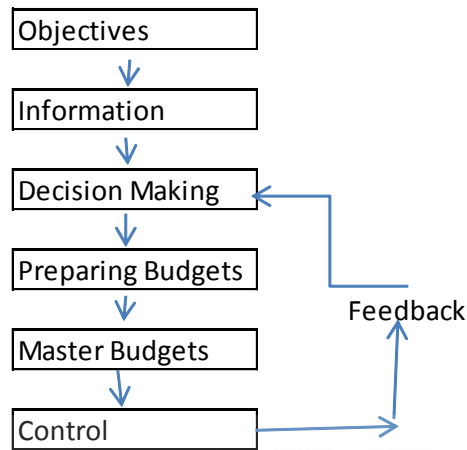 Objectives
Information
Decision Making
Preparing Budgets
Feedback
Master Budgets
Control